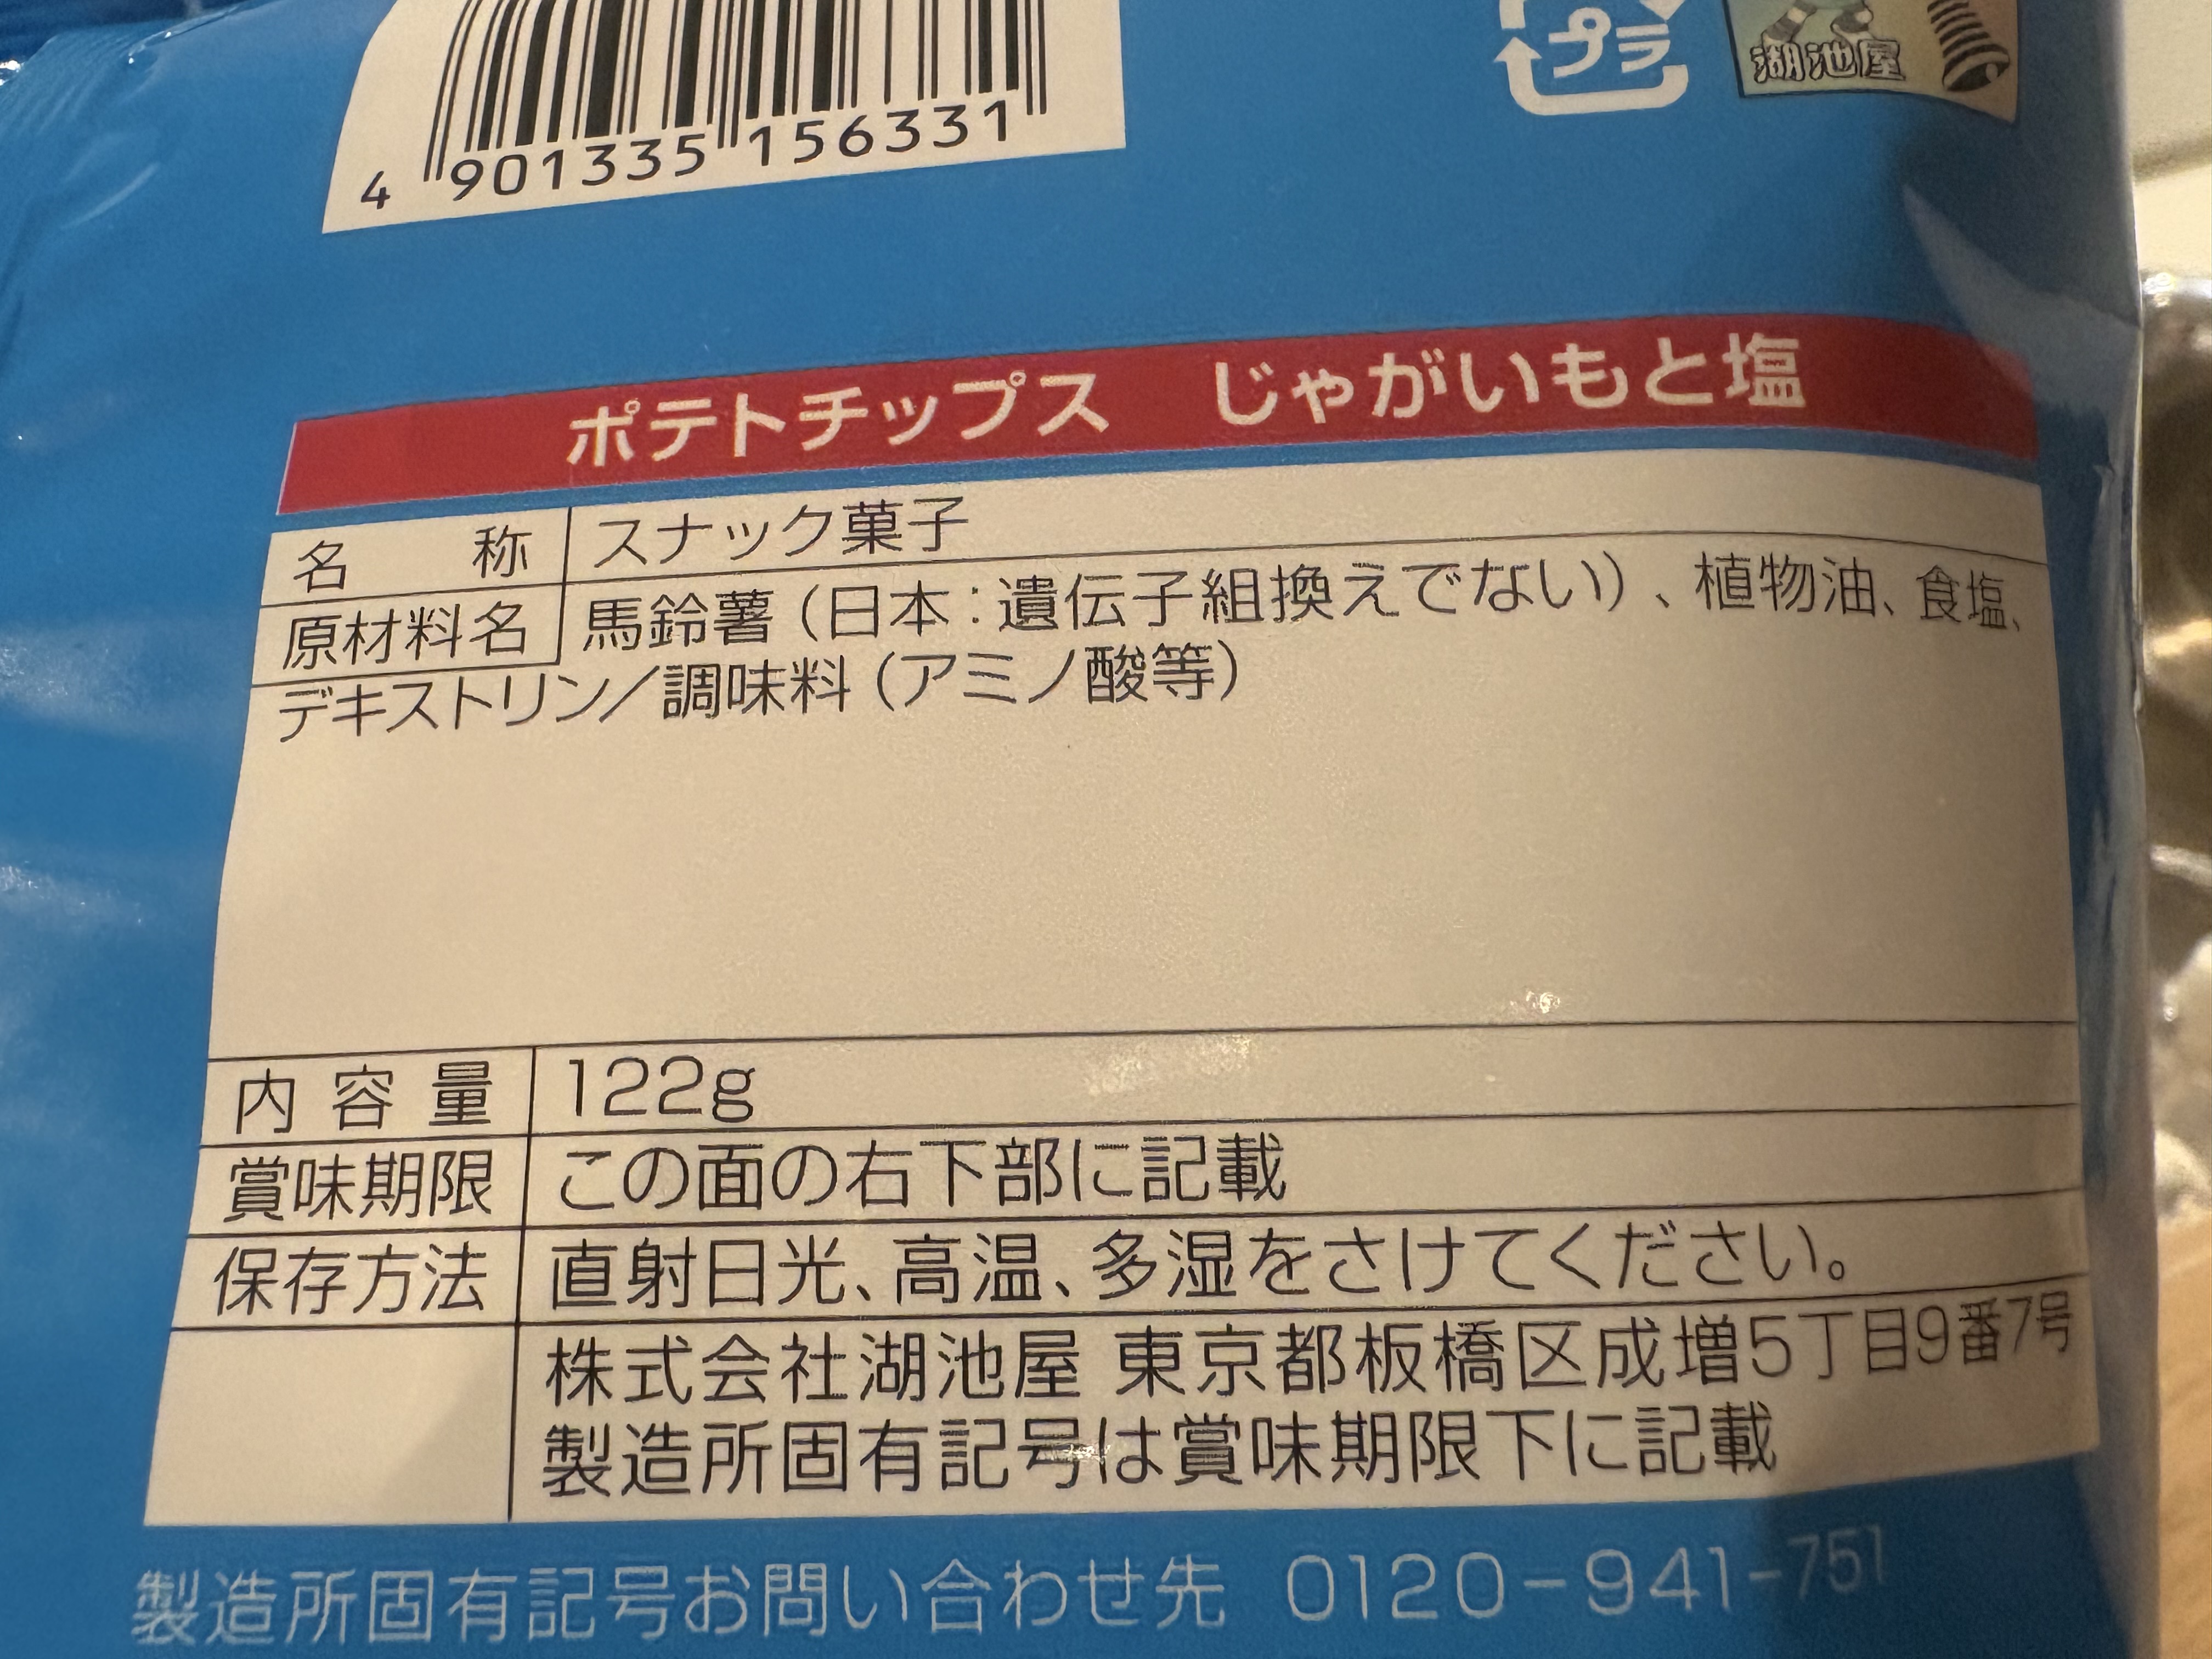 プラ
湖池屋
4 901335 156331
ポテトチップス じゃがいもと塩
名称 スナック菓子
原材料名 馬鈴薯(日本:遺伝子組換えでない)、植物油、食塩、
デキストリン/調味料(アミノ酸等)
内容量 122g
賞味期限 この面の右下部に記載
保存方法 直射日光、高温、多湿をさけてください。
株式会社湖池屋 東京都板橋区成増5丁目9番7号
製造所固有記号は賞味期限下に記載
製造所固有記号お問い合わせ先 0120-941-751